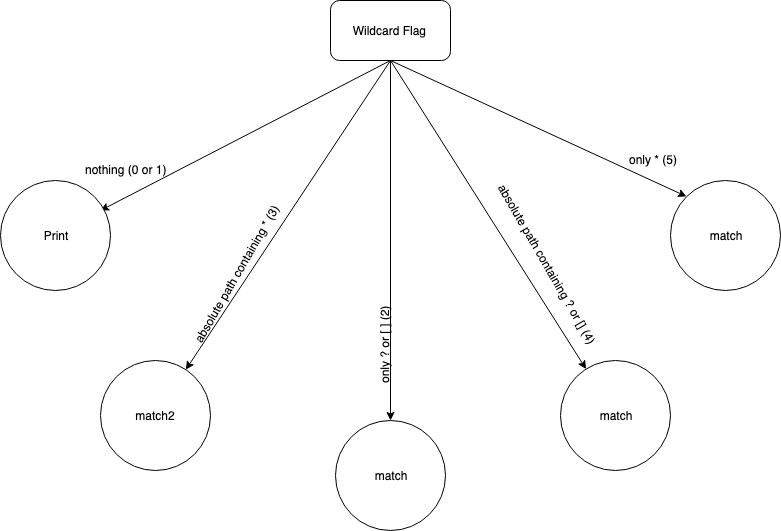 Wildcard Flag
nothing (0 or 1)
only * (5)
absolute path containing * (3)
absolute path containing ? or [] (4)
only ? or [ ] (2)
Print
match
match2
match
match